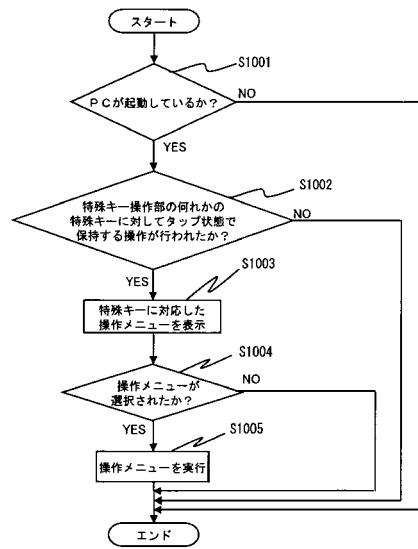 スタート
S1001
PCが起動しているか？
NO
YES
S1002
特殊キー操作部の何れかの
特殊キーに対してタップ状態で
保持する操作が行われたか？
NO
YES
S1003
特殊キーに対応した
操作メニューを表示
S1004
操作メニューが
選択されたか？
NO
YES
S1005
操作メニューを実行
エンド